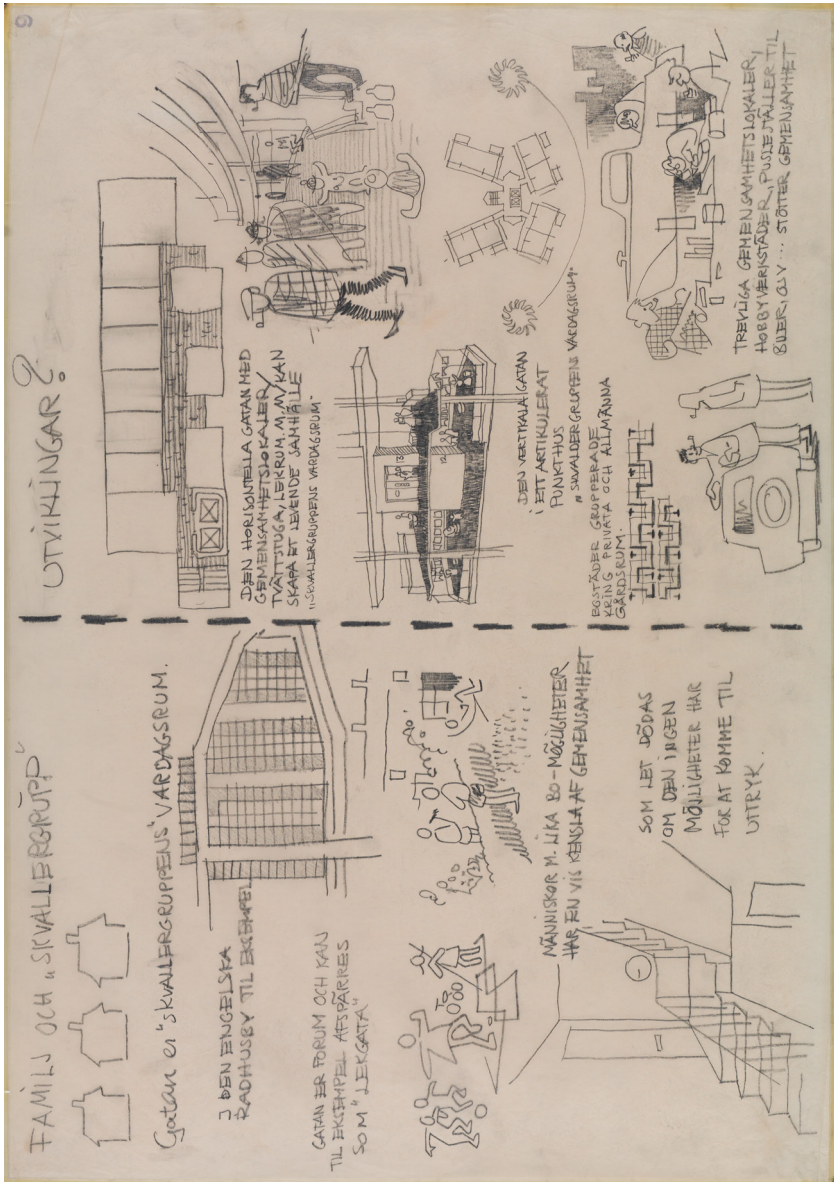 6
FAMILJ OCH „SKVALLERGRUPP"
Gatan er "SKVALLERGRUPPENS" VARDAGSRUM.
I DEN ENGELSKA
RADHUSBY TIL EKSEMPEL
GATAN ER FORUM OCH KAN
TIL EKSEMPEL AFSPÄRRES
SOM "LEKGATA"
MÄNNISKOR M. LIKA BO-MÖGLIGHETER
HAR EN VIS KENSLA AF GEMENSAMHET
SOM LET DÖDAS
OM DEN INGEN
MÖJLIGHETER HAR
FOR AT KOMME TIL
UITRYK.
UTVIKLINGAR?
DEN HORISONTELLA GATAN MED
GEMENSAMHETSLOKALER/
TVÄTTSTUGA, LEKRUM. M.M/KAN
SKAPA ET LEVENDE SAMHÄLLE
„SKVALLERGRUPPENS VARDAGSRUM"
DEN VERTIKALA GATAN
i ETT ARTIKULERAT
PUNKTHUS
„SKVALDERGRUPPENS VARDAGSRUM"
BOSTÄDER GRUPPERADE
KRING PRIVATA OCH ALLMÄNNA
GÅRDSRUM.
TREVLIGA GEMENSAMHETSLOKALER,
HOBBYVERKSTÄDER, PUSLESTÄLLER TIL
BILER, O.L.V... STÖTTER GEMENSAMHET